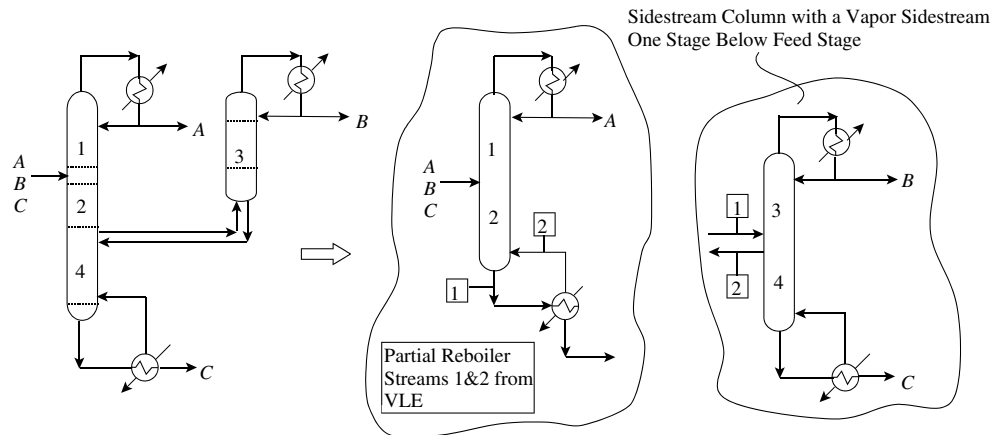 Sidestream Column with a Vapor Sidestream
One Stage Below Feed Stage
A
B
C
1
2
4
A
3
B
A
B
C
1
2
A
2
1
Partial Reboiler
Streams 1&2 from
VLE
1
2
3
4
B
C
C